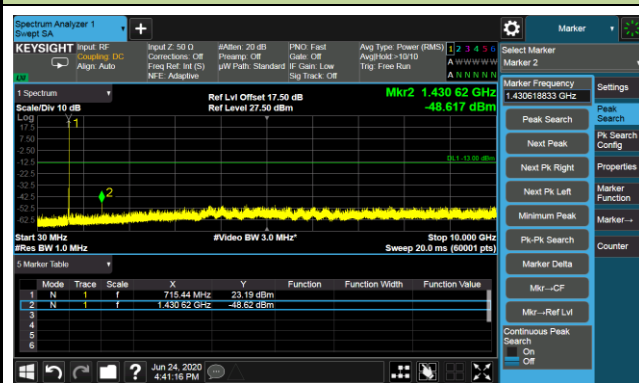 Spectrum Analyzer 1
Swept SA
+
Marker
KEYSIGHT
Input: RF
Coupling: DC
Align: Auto
Input Z: 50 Ω
Corrections: Off
Freq Ref: Int (S)
NFE: Adaptive
#Atten: 20 dB
Preamp: Off
µW Path: Standard
PNO: Fast
Gate: Off
IF Gain: Low
Sig Track: Off
Avg Type: Power (RMS)
Avg|Hold:>10/10
Trig: Free Run
1 2 3 4 5 6
A W W W W W
A N N N N N
LXI
Select Marker
Marker 2
1 Spectrum
Scale/Div 10 dB
Log
Ref Lvl Offset 17.50 dB
Ref Level 27.50 dBm
Mkr2 1.430 62 GHz
-48.617 dBm
17.5
7.50
-2.50
-12.5
-22.5
-32.5
-42.5
-52.5
-62.5
1
2
DL1 -13.00 dBm
Start 30 MHz
#Res BW 1.0 MHz
#Video BW 3.0 MHz*
Stop 10.000 GHz
Sweep 20.0 ms (60001 pts)
5 Marker Table
Mode Trace Scale X Y Function Function Width Function Value
1 N 1 f 715.44 MHz 23.19 dBm
2 N 1 f 1.430 62 GHz -48.62 dBm
3
4
5
6
Marker Frequency
1.430618833 GHz
Peak Search
Next Peak
Next Pk Right
Next Pk Left
Minimum Peak
Pk-Pk Search
Marker Delta
Mkr→CF
Mkr→Ref Lvl
Continuous Peak
Search
On
Off
Settings
Peak
Search
Pk Search
Config
Properties
Marker
Function
Marker→
Counter
?
Jun 24, 2020
4:41:16 PM